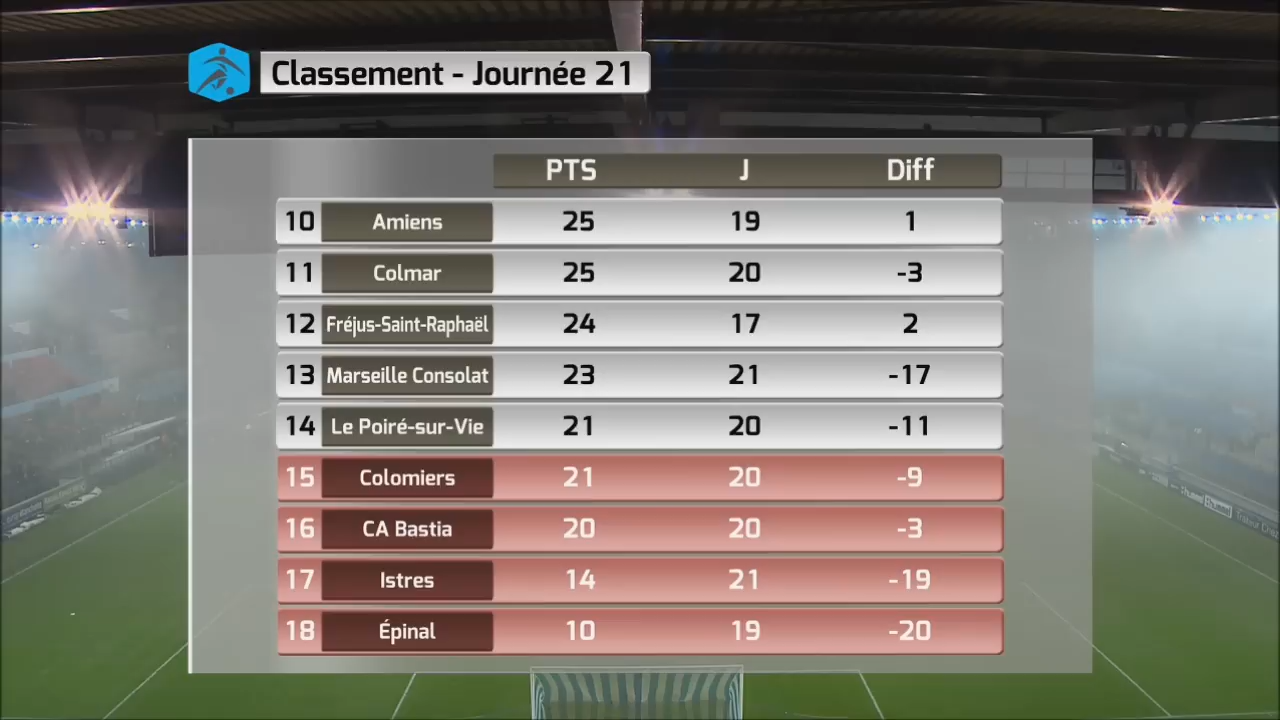 Classement - Journée 21
PTS J Diff
10 Amiens 25 19 1
11 Colmar 25 20 -3
12 Fréjus-Saint-Raphaël 24 17 2
13 Marseille Consolat 23 21 -17
14 Le Poiré-sur-Vie 21 20 -11
15 Colomiers 21 20 -9
16 CA Bastia 20 20 -3
17 Istres 14 21 -19
18 Épinal 10 19 -20